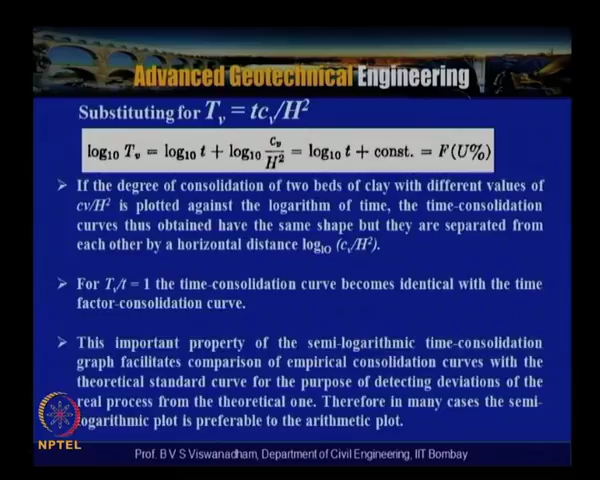 Advanced Geotechnical Engineering
Substituting for Tᵥ = tcᵥ/H²
log₁₀ Tᵥ = log₁₀ t + log₁₀ cᵥ/H² = log₁₀ t + const. = F(U%)
If the degree of consolidation of two beds of clay with different values of
cv/H² is plotted against the logarithm of time, the time-consolidation
curves thus obtained have the same shape but they are separated from
each other by a horizontal distance log₁₀ (cᵥ/H²).
For Tᵥ/t = 1 the time-consolidation curve becomes identical with the time
factor-consolidation curve.
This important property of the semi-logarithmic time-consolidation
graph facilitates comparison of empirical consolidation curves with the
theoretical standard curve for the purpose of detecting deviations of the
real process from the theoretical one. Therefore in many cases the semi-
logarithmic plot is preferable to the arithmetic plot.
NPTEL
Prof. B V S Viswanadham, Department of Civil Engineering, IIT Bombay